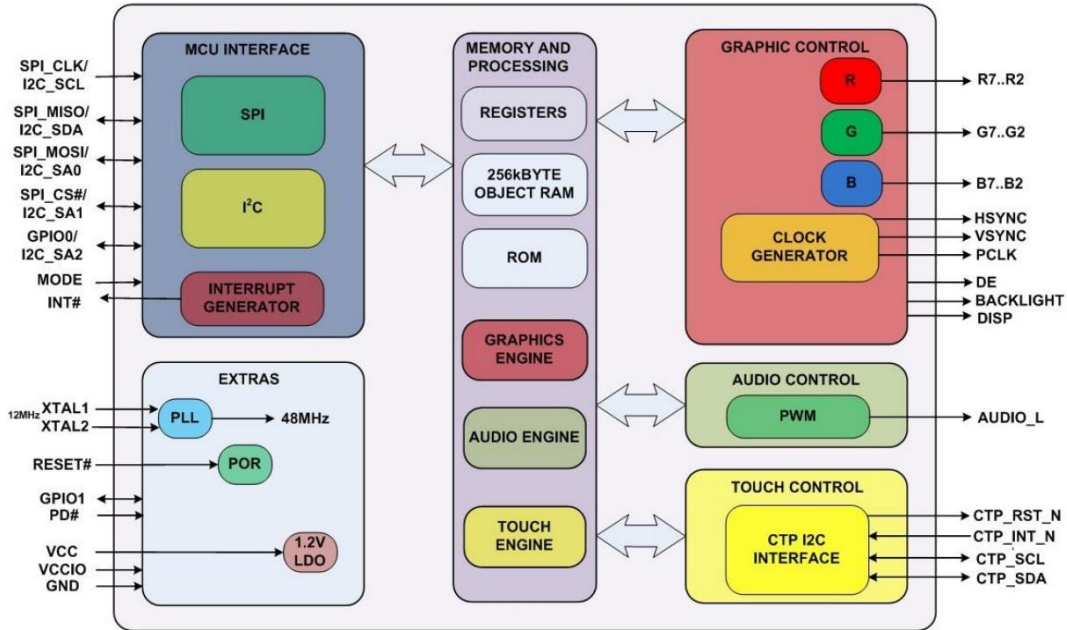 MCU INTERFACE
SPI_CLK/
I2C_SCL
SPI_MISO/
I2C_SDA
SPI_MOSI/
I2C_SA0
SPI_CS#/
I2C_SA1
GPIO0/
I2C_SA2
MODE
INT#
SPI
I²C
INTERRUPT
GENERATOR
EXTRAS
12MHz
XTAL1
XTAL2
PLL
48MHz
RESET#
POR
GPIO1
PD#
VCC
VCCIO
GND
1.2V
LDO
MEMORY AND
PROCESSING
REGISTERS
256kBYTE
OBJECT RAM
ROM
GRAPHICS
ENGINE
AUDIO ENGINE
TOUCH
ENGINE
GRAPHIC CONTROL
R
R7..R2
G
G7..G2
B
B7..B2
CLOCK
GENERATOR
HSYNC
VSYNC
PCLK
DE
BACKLIGHT
DISP
AUDIO CONTROL
PWM
AUDIO_L
TOUCH CONTROL
CTP I2C
INTERFACE
CTP_RST_N
CTP_INT_N
CTP_SCL
CTP_SDA